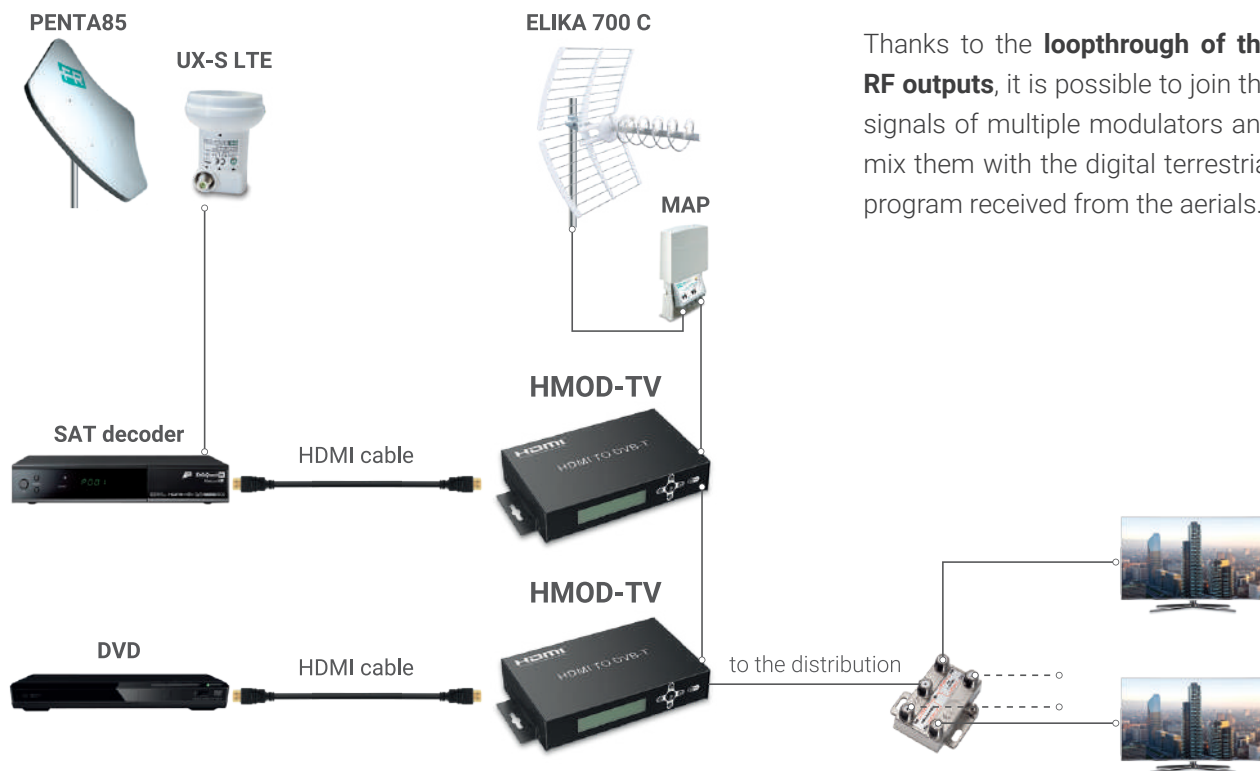 PENTA85
UX-S LTE
ELIKA 700 C
Thanks to the loopthrough of th
RF outputs, it is possible to join th
signals of multiple modulators an
mix them with the digital terrestria
program received from the aerials.
FR
MAP
HMOD-TV
SAT decoder
HDMI cable
HDMI
HDMI TO DVB-T
HMOD-TV
DVD
HDMI cable
HDMI
HDMI TO DVB-T
to the distribution